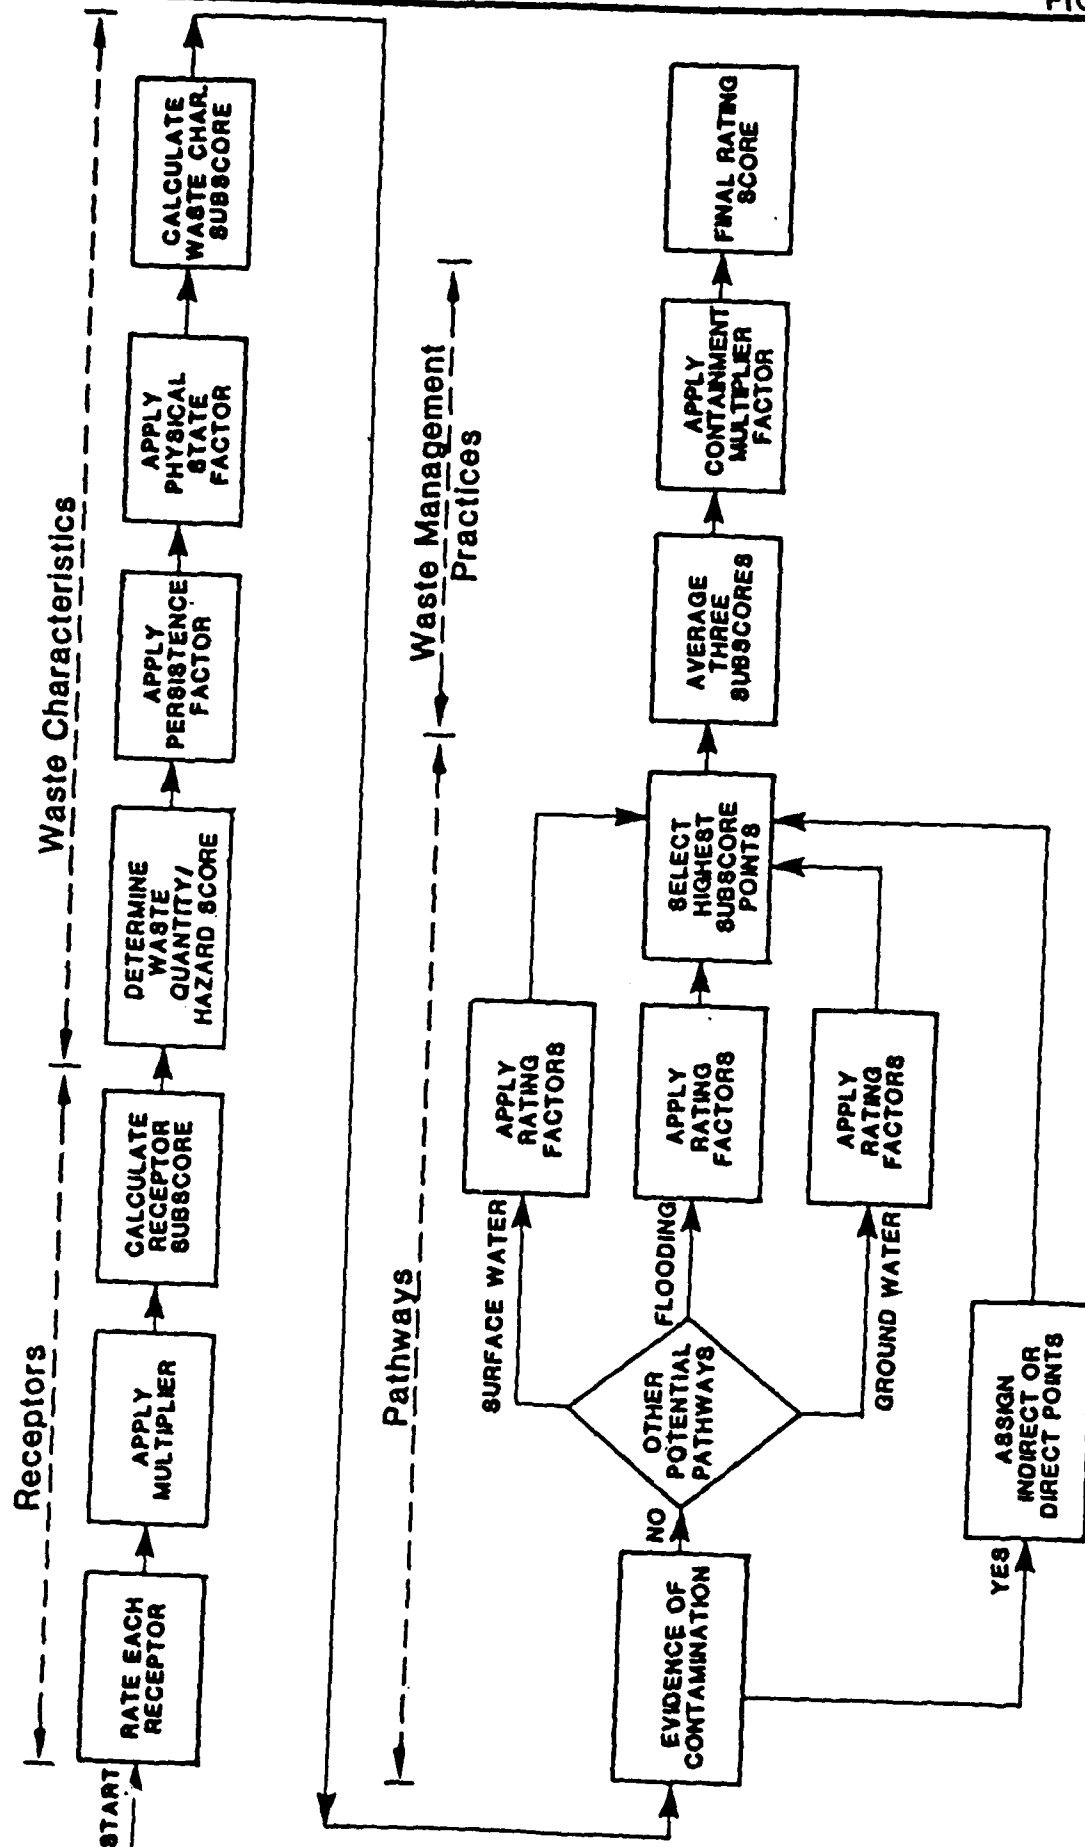 FIG
Receptors
Waste Characteristics
START
RATE EACH
RECEPTOR
APPLY
MULTIPLIER
CALCULATE
RECEPTOR
SUBSCORE
DETERMINE
WASTE
QUANTITY/
HAZARD SCORE
APPLY
PERSISTENCE
FACTOR
APPLY
PHYSICAL
STATE
FACTOR
CALCULATE
WASTE CHAR.
SUBSCORE
Pathways
Waste Management
Practices
EVIDENCE OF
CONTAMINATION
NO
YES
OTHER
POTENTIAL
PATHWAYS
SURFACE WATER
FLOODING
GROUND WATER
APPLY
RATING
FACTORS
APPLY
RATING
FACTORS
APPLY
RATING
FACTORS
ASSIGN
INDIRECT OR
DIRECT POINTS
SELECT
HIGHEST
SUBSCORE
POINTS
AVERAGE
THREE
SUBSCORES
APPLY
CONTAINMENT
MULTIPLIER
FACTOR
FINAL RATING
SCORE